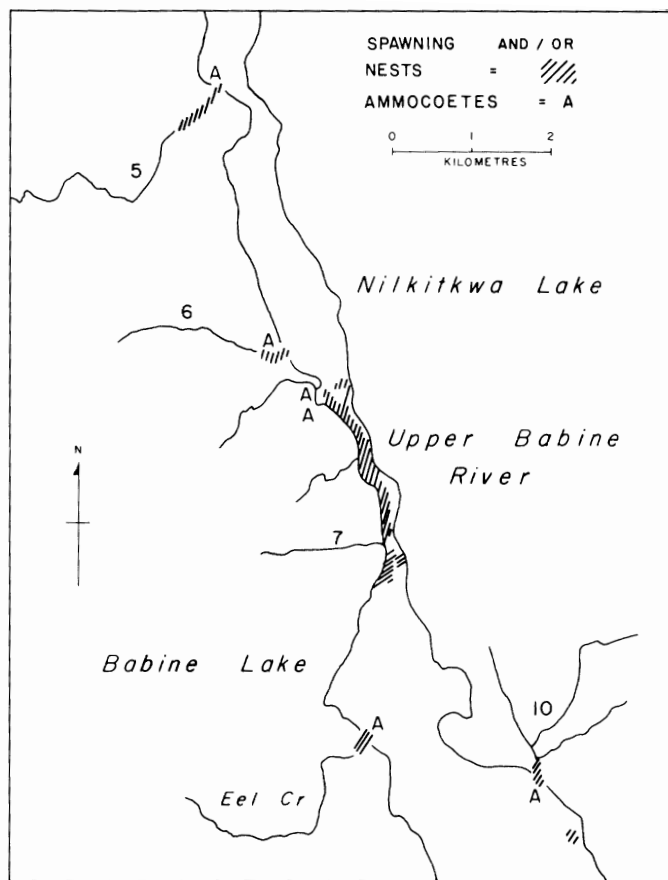 SPAWNING AND / OR
NESTS =
AMMOCOETES = A
0 1 2
KILOMETRES
A
5
Nilkitkwa Lake
6
A
A
A
Upper Babine
River
N
7
Babine Lake
10
A
A
Eel Cr